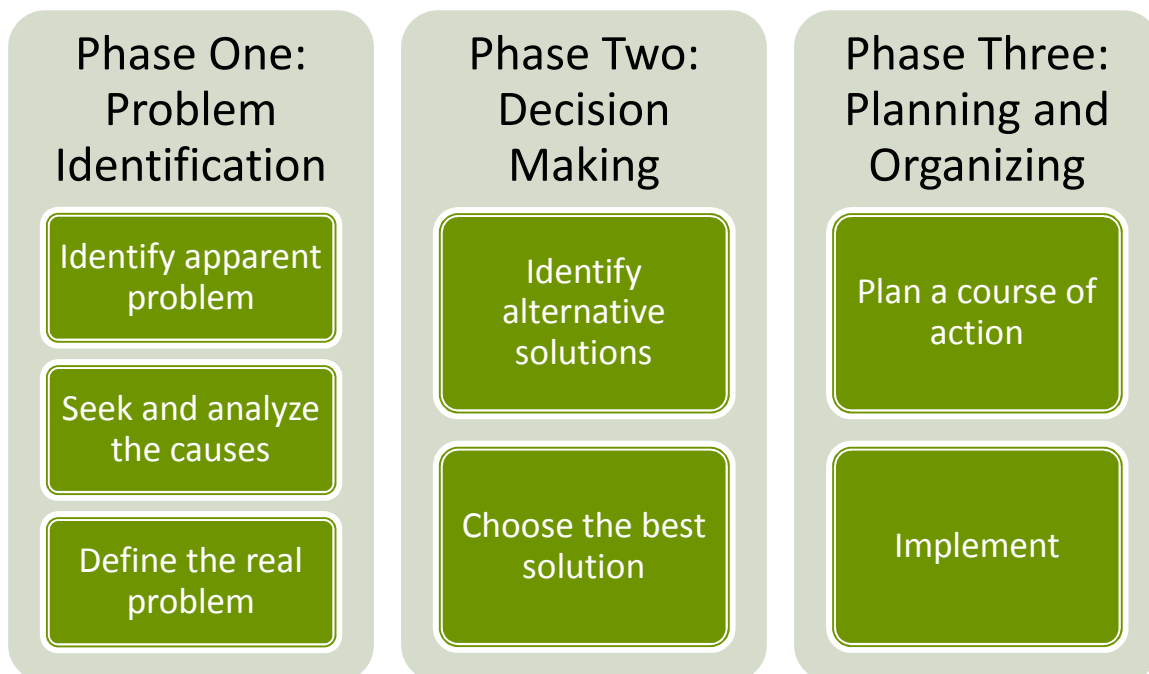 Phase One:
Problem
Identification
Identify apparent
problem
Seek and analyze
the causes
Define the real
problem
Phase Two:
Decision
Making
Identify
alternative
solutions
Choose the best
solution
Phase Three:
Planning and
Organizing
Plan a course of
action
Implement